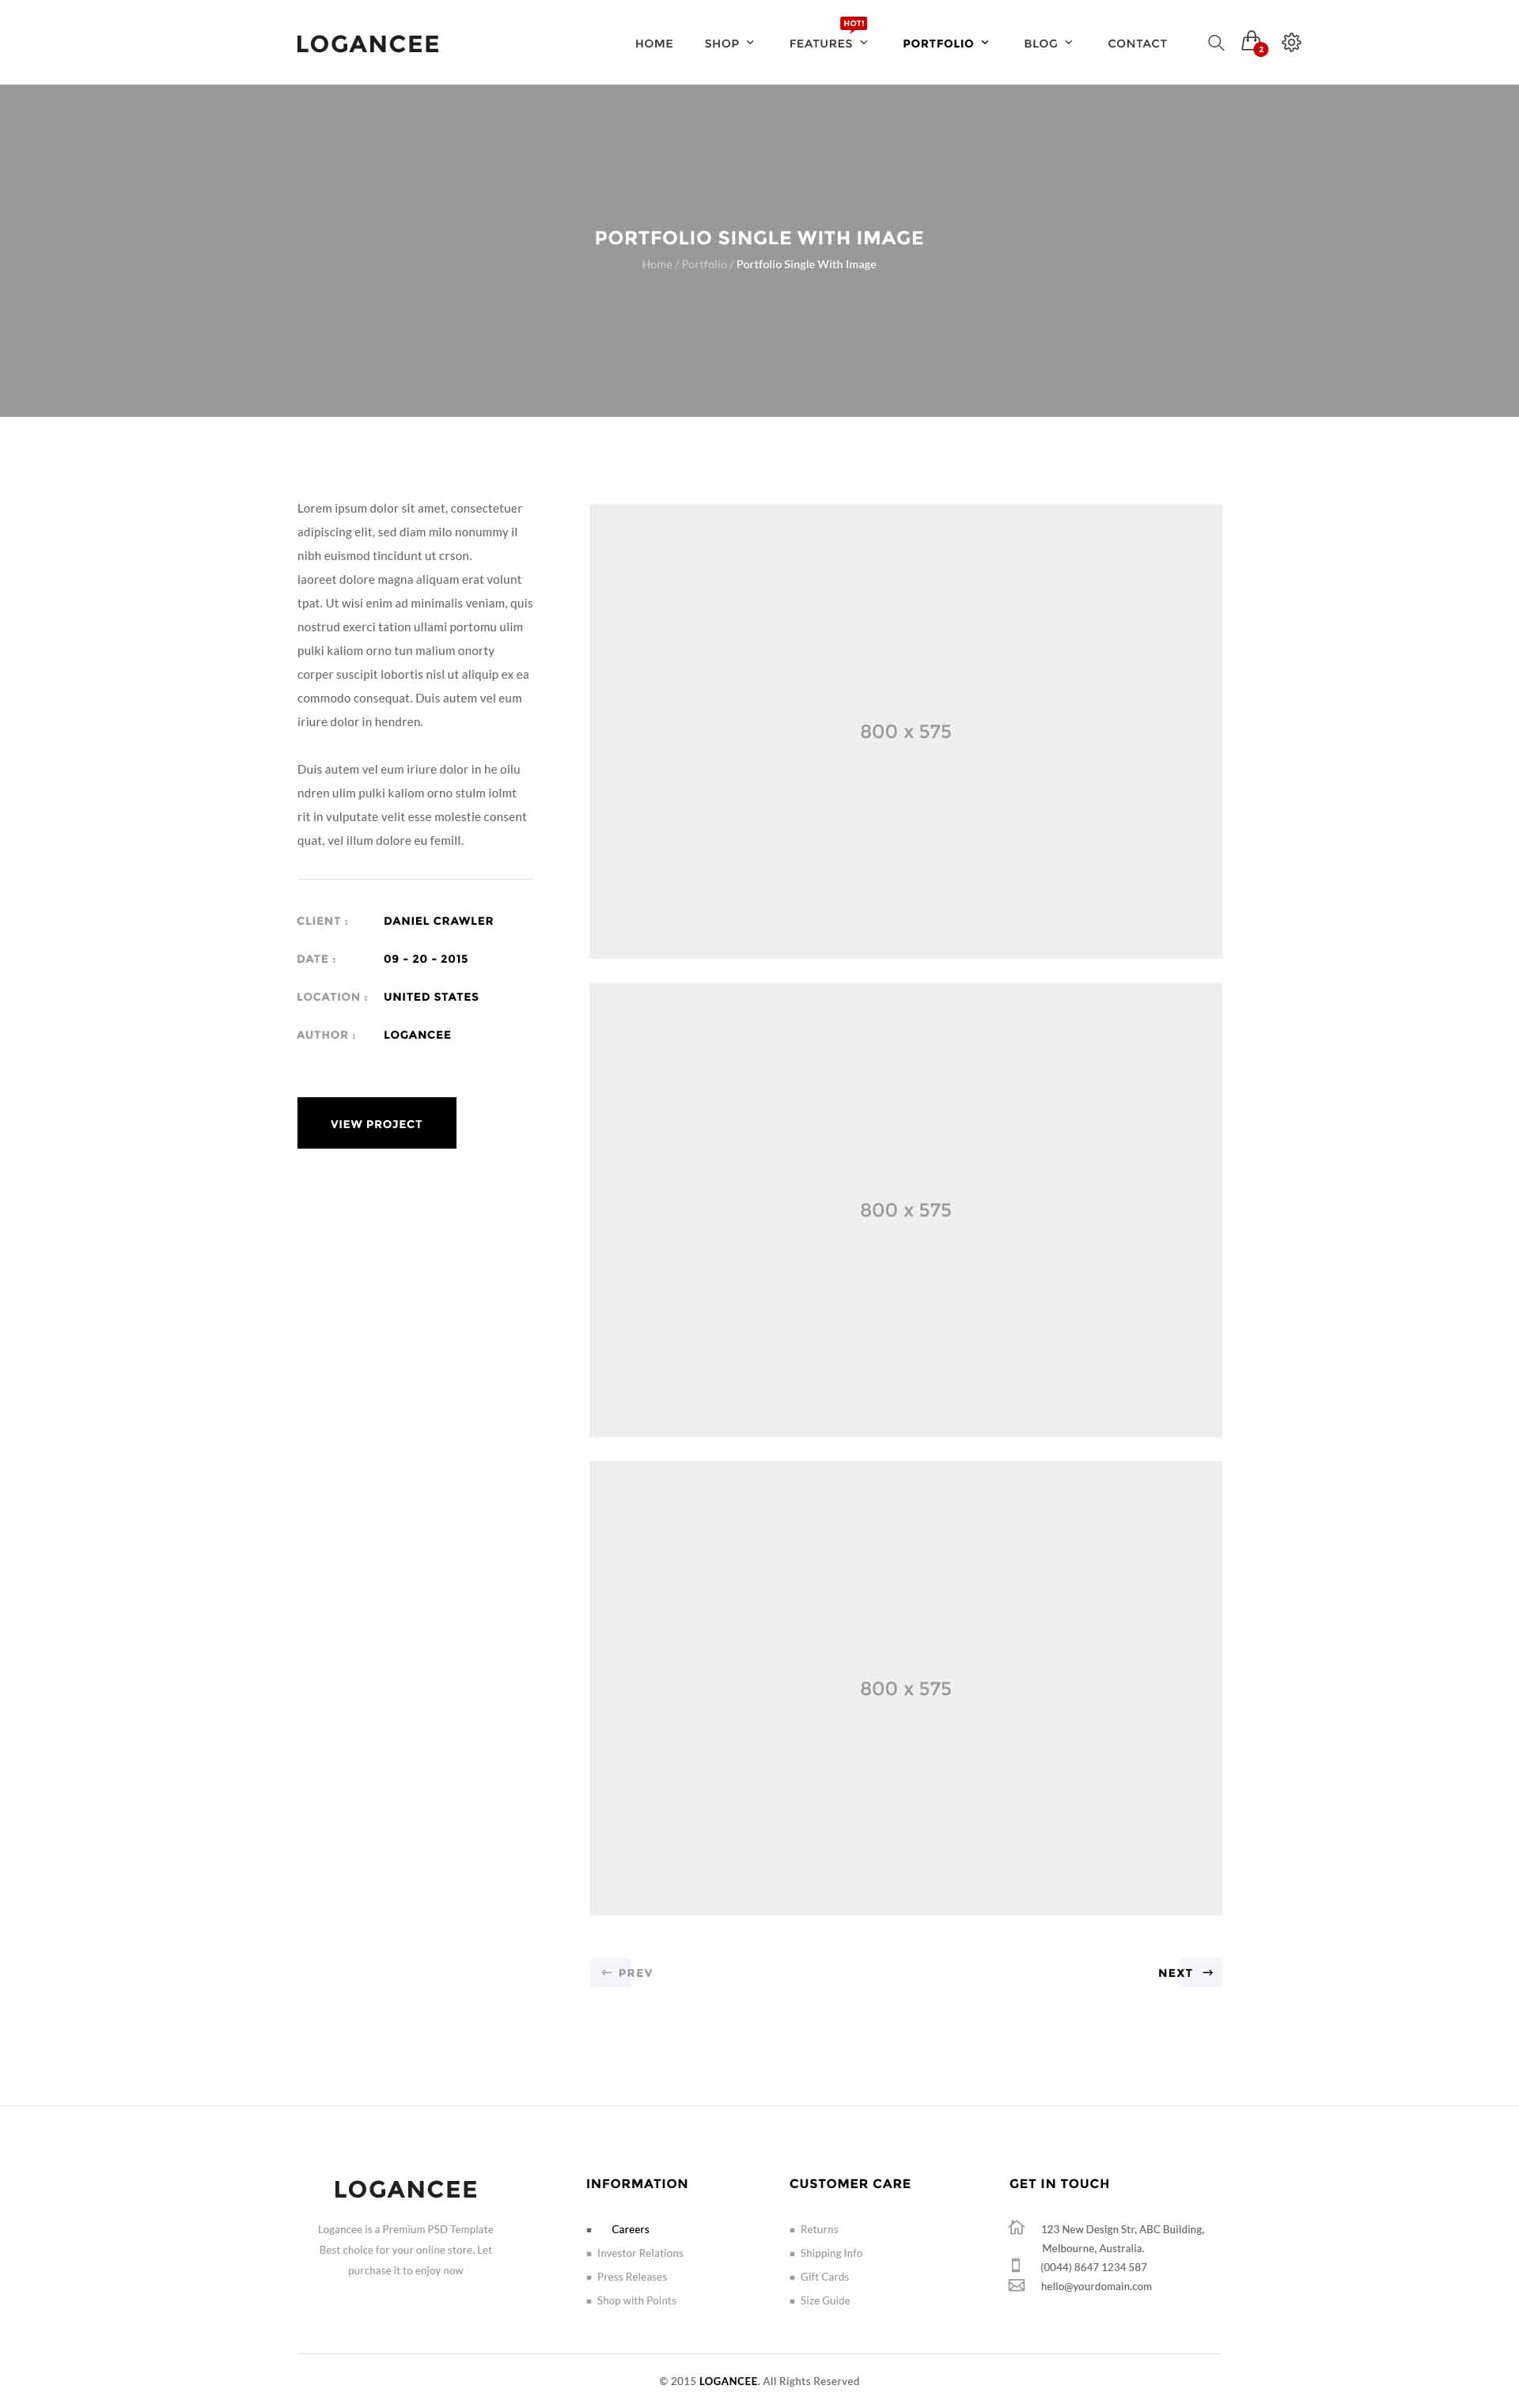 LOGANCEE
HOME SHOP FEATURES HOT! PORTFOLIO BLOG CONTACT 2
PORTFOLIO SINGLE WITH IMAGE
Home / Portfolio / Portfolio Single With Image
Lorem ipsum dolor sit amet, consectetuer
adipiscing elit, sed diam milo nonummy il
nibh euismod tincidunt ut crson.
laoreet dolore magna aliquam erat volunt
tpat. Ut wisi enim ad minimalis veniam, quis
nostrud exerci tation ullami portomu ulim
pulki kaliom orno tun malium onorty
corper suscipit lobortis nisl ut aliquip ex ea
commodo consequat. Duis autem vel eum
iriure dolor in hendren.
Duis autem vel eum iriure dolor in he oilu
ndren ulim pulki kaliom orno stulm iolmt
rit in vulputate velit esse molestie consent
quat, vel illum dolore eu femill.
CLIENT : DANIEL CRAWLER
DATE : 09 - 20 - 2015
LOCATION : UNITED STATES
AUTHOR : LOGANCEE
VIEW PROJECT
800 x 575
800 x 575
800 x 575
← PREV
NEXT →
LOGANCEE
Logancee is a Premium PSD Template
Best choice for your online store. Let
purchase it to enjoy now
INFORMATION
Careers
Investor Relations
Press Releases
Shop with Points
CUSTOMER CARE
Returns
Shipping Info
Gift Cards
Size Guide
GET IN TOUCH
123 New Design Str, ABC Building,
Melbourne, Australia.
(0044) 8647 1234 587
hello@yourdomain.com
© 2015 LOGANCEE. All Rights Reserved